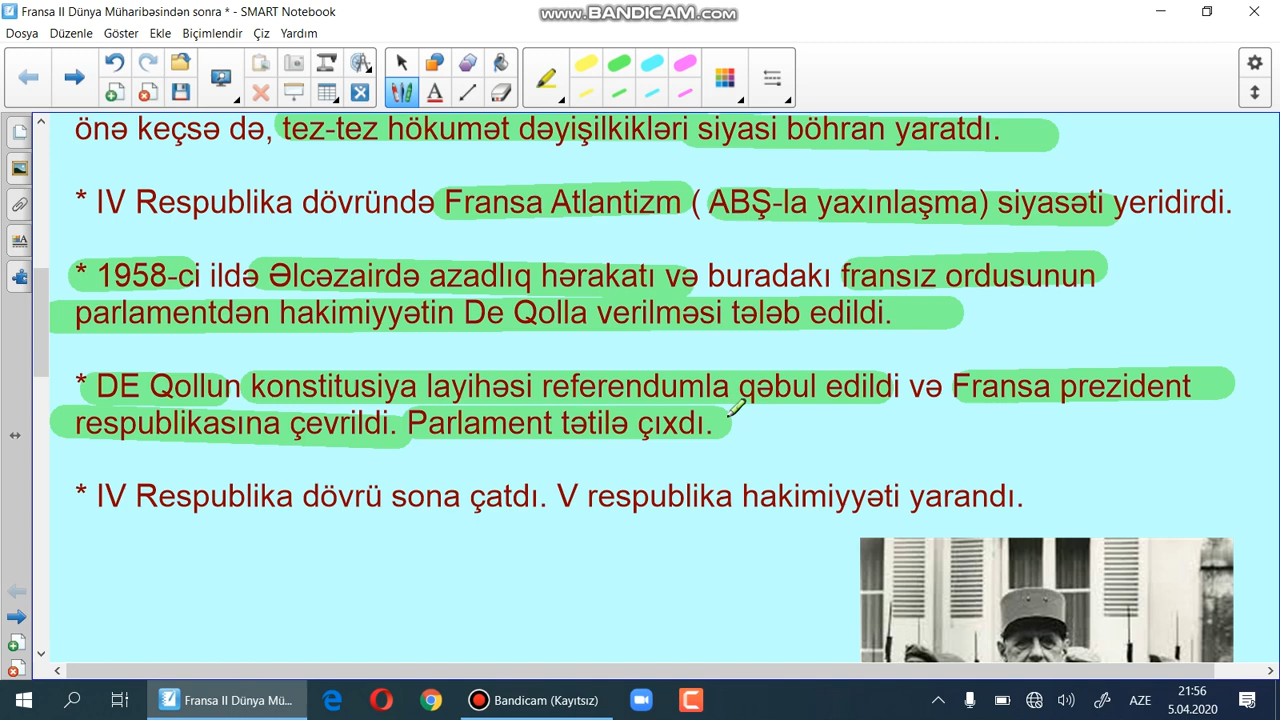 Fransa II Dünya Müharibəsindən sonra * - SMART Notebook
www.BANDICAM.com
Dosya Düzenle Göster Ekle Biçimlendir Çiz Yardım
önə keçsə də, tez-tez hökumət dəyişilkikləri siyasi böhran yaratdı.
* IV Respublika dövründə Fransa Atlantizm ( ABŞ-la yaxınlaşma) siyasəti yeridirdi.
* 1958-ci ildə Əlcəzairdə azadlıq hərakatı və buradakı fransız ordusunun
parlamentdən hakimiyyətin De Qolla verilməsi tələb edildi.
* DE Qollun konstitusiya layihəsi referendumla qəbul edildi və Fransa prezident
respublikasına çevrildi. Parlament tətilə çıxdı.
* IV Respublika dövrü sona çatdı. V respublika hakimiyyəti yarandı.
Fransa II Dünya Mü...
Bandicam (Kayıtsız)
AZE
21:56
5.04.2020